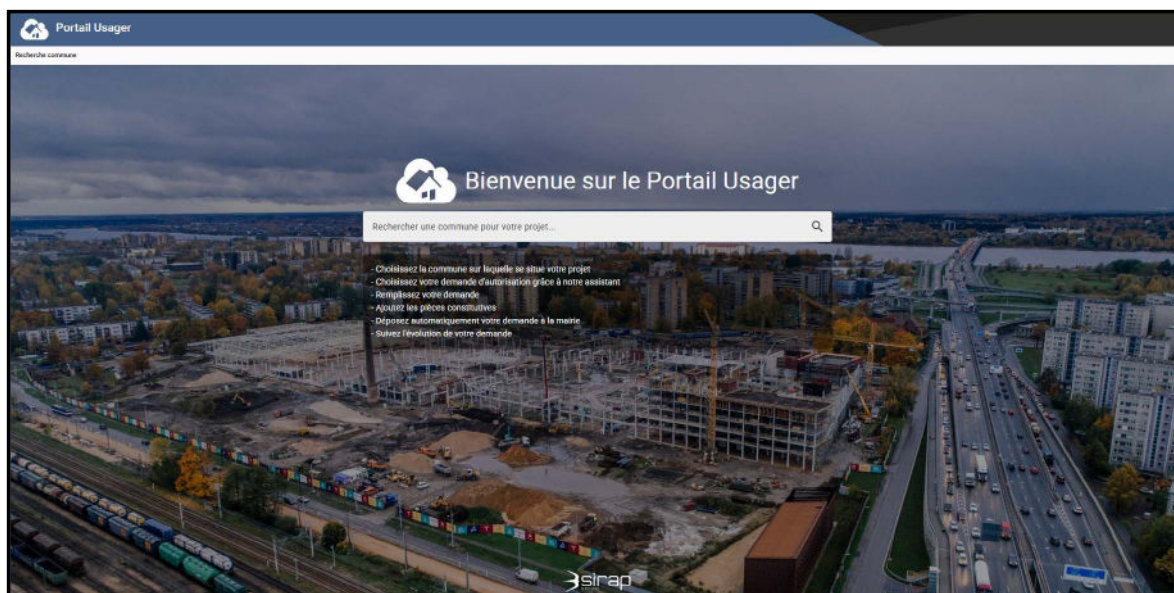 Portail Usager
Recherche commune
Bienvenue sur le Portail Usager
Rechercher une commune pour votre projet...
- Choisissez la commune sur laquelle se situe votre projet
- Choisissez votre demande d'autorisation grâce à notre assistant
- Remplissez votre demande
- Ajoutez les pièces constitutives
- Déposez automatiquement votre demande à la mairie
- Suivez l'évolution de votre demande
sirap